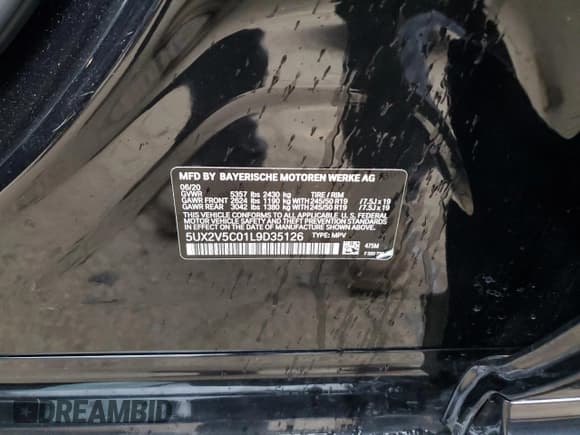 MFD BY BAYERISCHE MOTOREN WERKE AG
06/20
GVWR 5357 lbs 2430 kg TIRE / RIM
GAWR FRONT 2624 lbs 1190 kg WITH 245/50 R19 /7.5J x 19
GAWR REAR 3042 lbs 1380 kg WITH 245/50 R19 /7.5J x 19
THIS VEHICLE CONFORMS TO ALL APPLICABLE U. S. FEDERAL
MOTOR VEHICLE SAFETY AND THEFT PREVENTION
STANDARDS IN EFFECT ON THE DATE OF MANUFACTURE SHOWN ABOVE.
5UX2V5C01L9D35126 TYPE: MPV
475M
DREAMBID